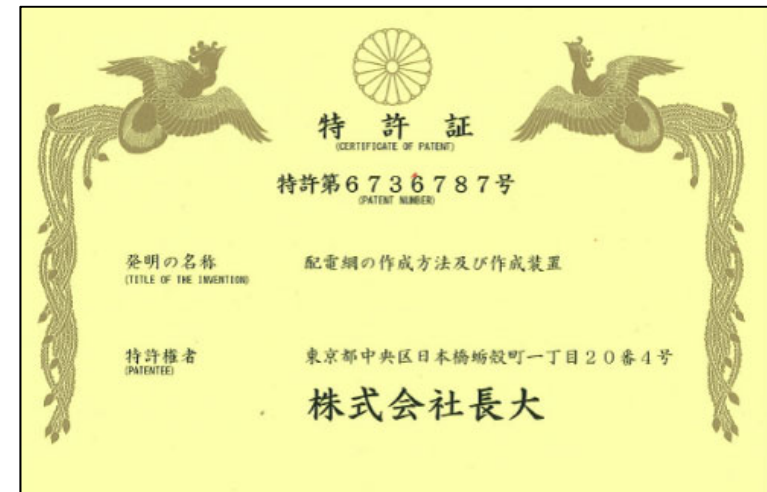 特許証
(CERTIFICATE OF PATENT)
特許第6736787号
(PATENT NUMBER)
発明の名称 配電網の作成方法及び作成装置
(TITLE OF THE INVENTION)
特許権者 東京都中央区日本橋蛎殻町一丁目20番4号
(PATENTEE)
株式会社長大